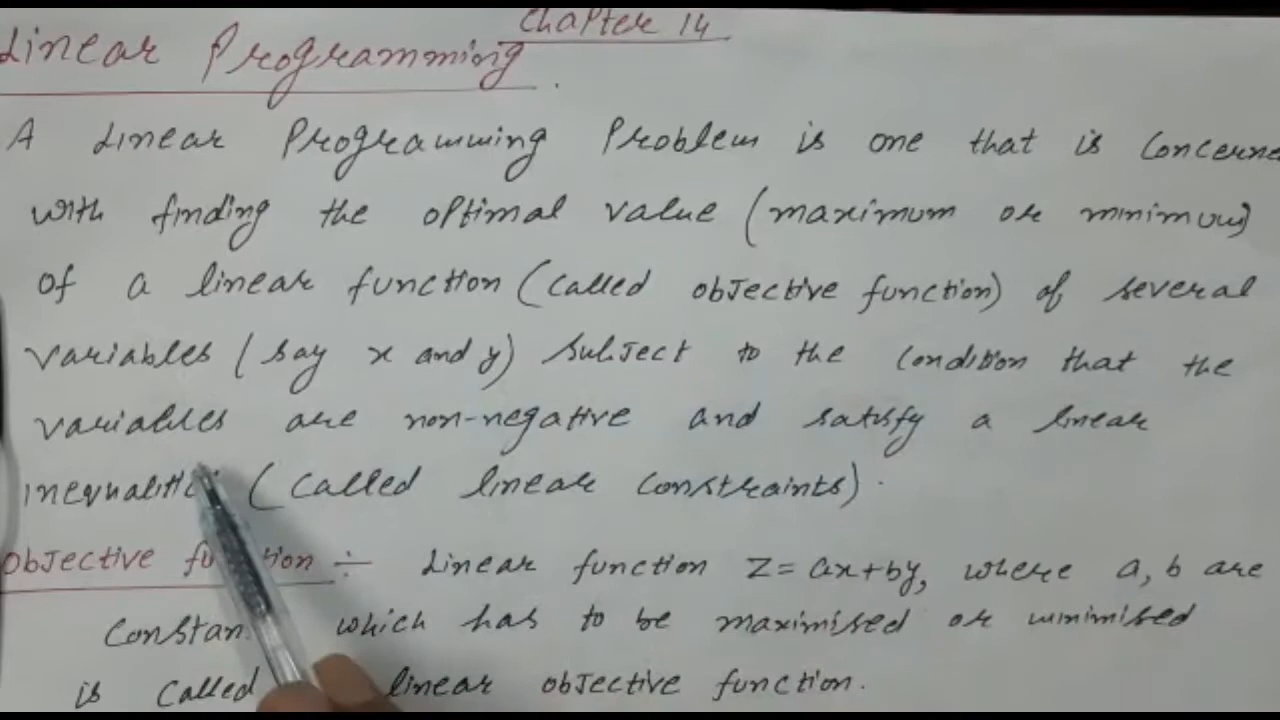 Chapter 14
Linear Programming
A Linear Programming Problem is one that is concerne
with finding the optimal value (maximum or minimum)
of a linear function (called objective function) of several
variables (say x and y) subject to the condition that the
variables are non-negative and satisfy a linear
inequalitie (called linear constraints).
Objective function ÷ Linear function Z = ax+by, where a, b are
Constan which has to be maximised or minimised
is called linear objective function.